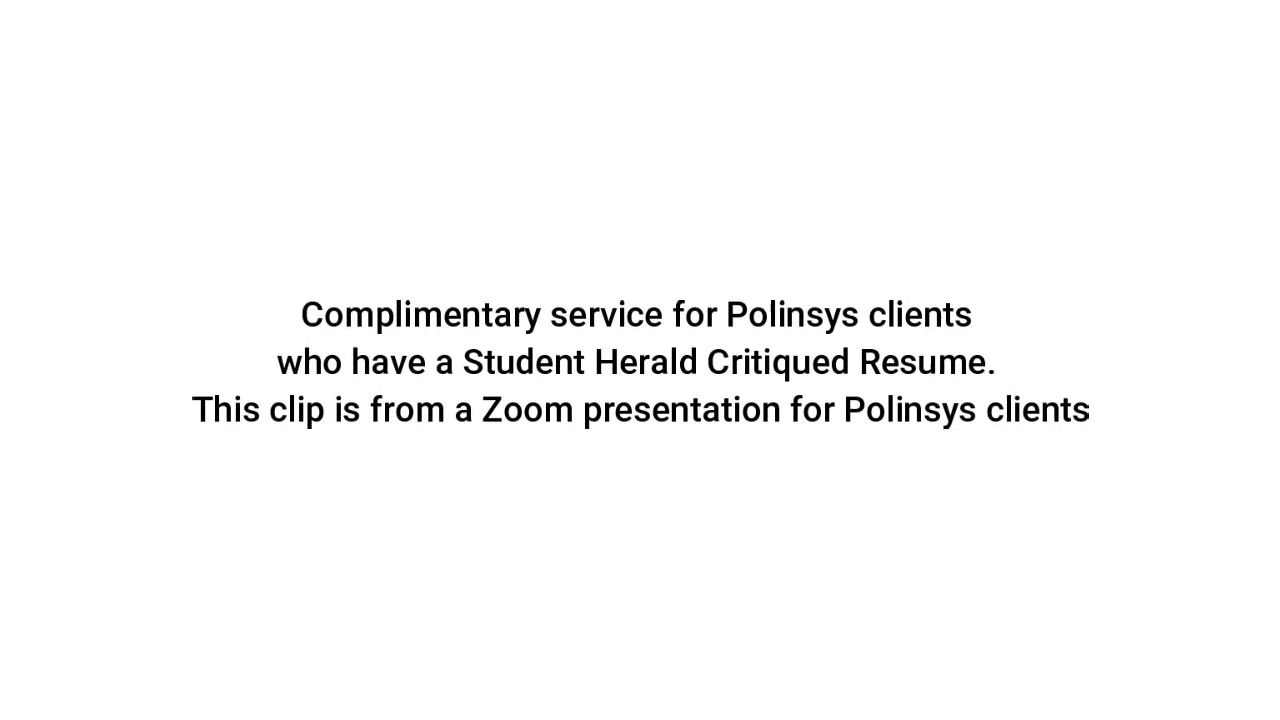 Complimentary service for Polinsys clients
who have a Student Herald Critiqued Resume.
This clip is from a Zoom presentation for Polinsys clients